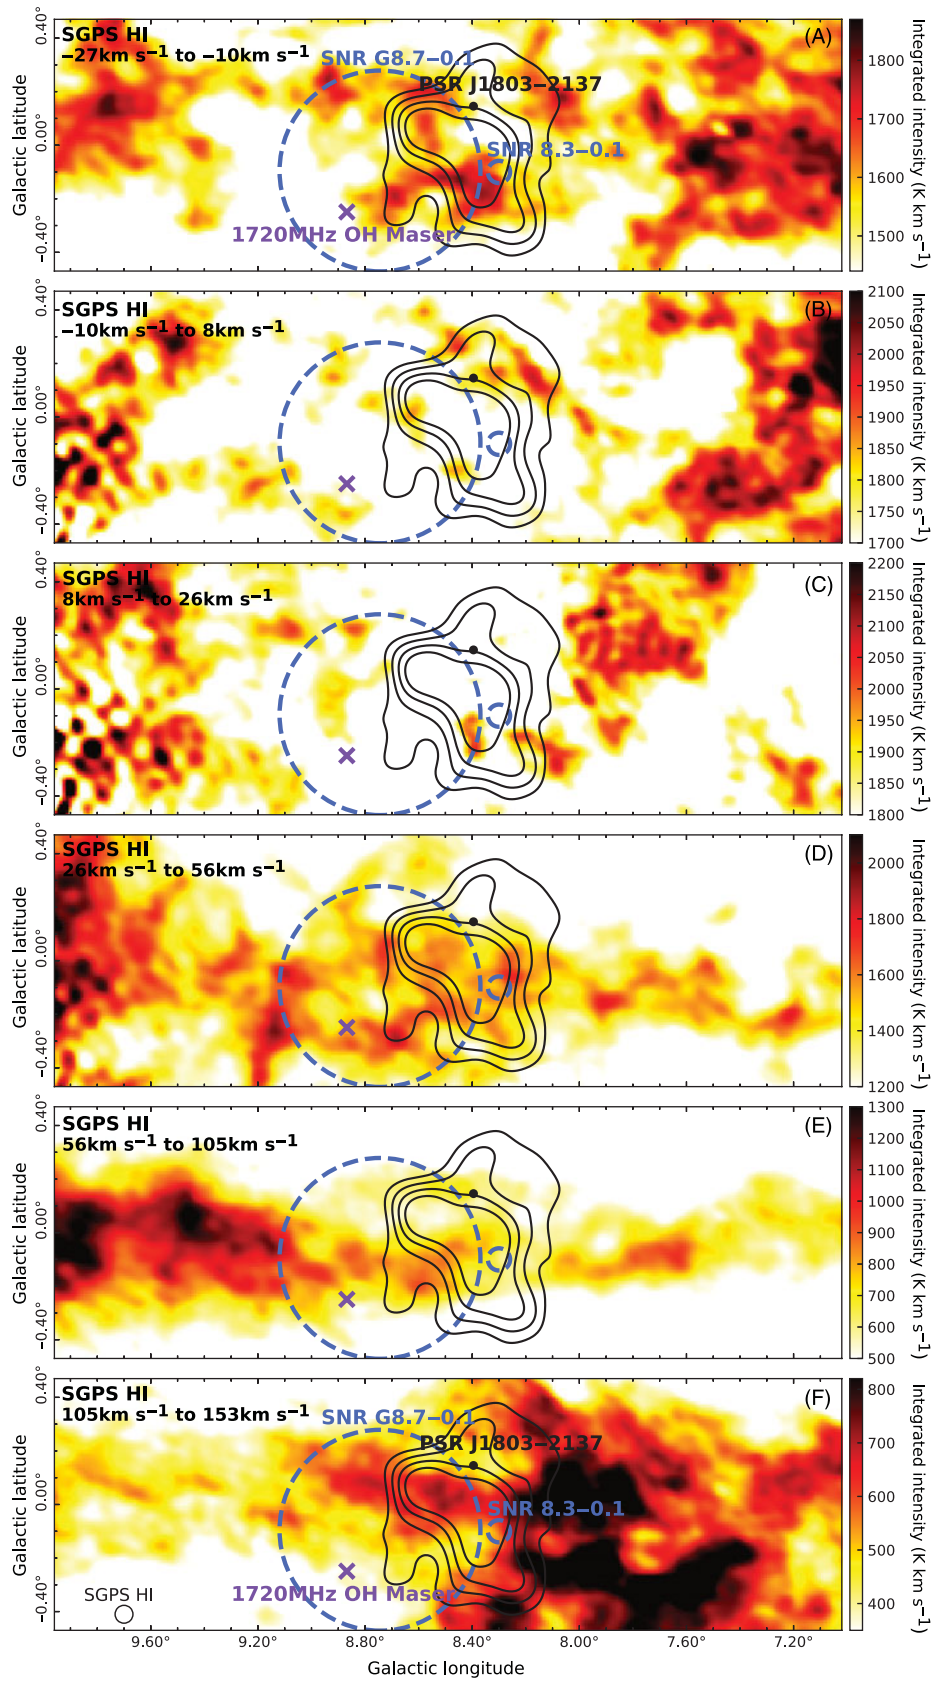 SGPS HI
−27km s−1 to −10km s−1
(A)
SNR G8.7−0.1
PSR J1803−2137
SNR 8.3−0.1
1720MHz OH Maser
Galactic latitude
0.40°
0.00°
−0.40°
1800
1700
1600
1500
Integrated intensity (K km s−1)
SGPS HI
−10km s−1 to 8km s−1
(B)
Galactic latitude
0.40°
0.00°
−0.40°
2100
2050
2000
1950
1900
1850
1800
1750
1700
Integrated intensity (K km s−1)
SGPS HI
8km s−1 to 26km s−1
(C)
Galactic latitude
0.40°
0.00°
−0.40°
2200
2150
2100
2050
2000
1950
1900
1850
1800
Integrated intensity (K km s−1)
SGPS HI
26km s−1 to 56km s−1
(D)
Galactic latitude
0.40°
0.00°
−0.40°
2000
1800
1600
1400
1200
Integrated intensity (K km s−1)
SGPS HI
56km s−1 to 105km s−1
(E)
Galactic latitude
0.40°
0.00°
−0.40°
1300
1200
1100
1000
900
800
700
600
500
Integrated intensity (K km s−1)
SGPS HI
105km s−1 to 153km s−1
(F)
SNR G8.7−0.1
PSR J1803−2137
SNR 8.3−0.1
1720MHz OH Maser
SGPS HI
Galactic latitude
0.40°
0.00°
−0.40°
800
700
600
500
400
Integrated intensity (K km s−1)
9.60° 9.20° 8.80° 8.40° 8.00° 7.60° 7.20°
Galactic longitude